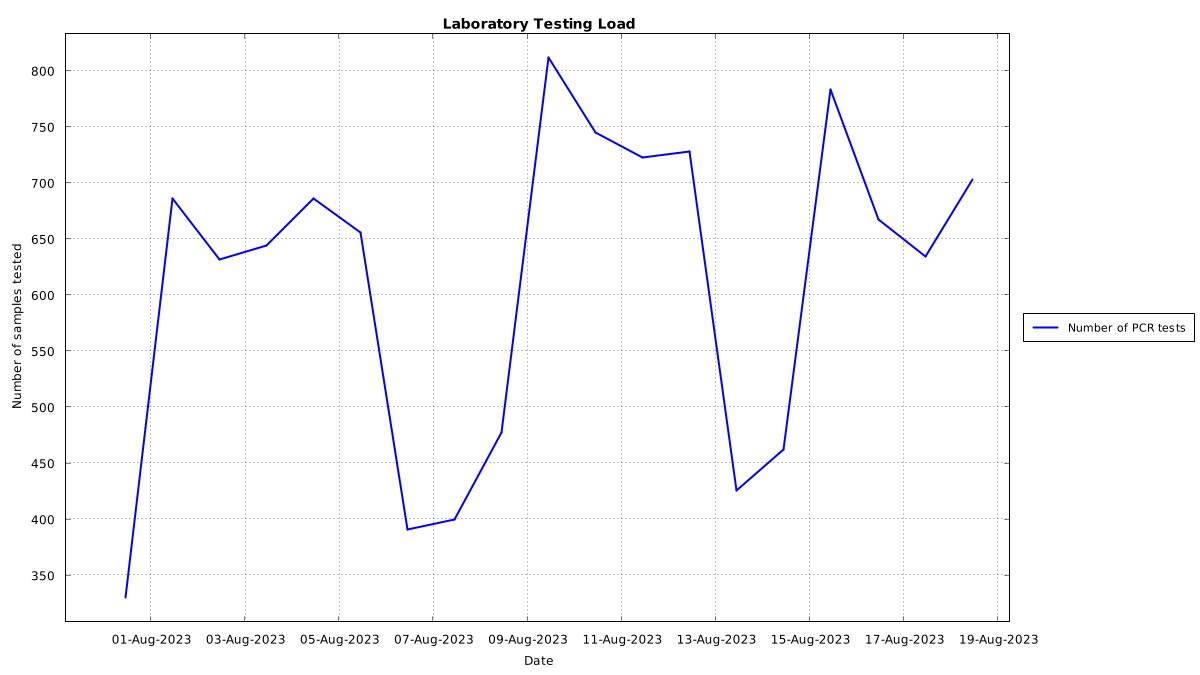 Laboratory Testing Load
800
750
700
650
600
550
500
450
400
350
Number of samples tested
01-Aug-2023 03-Aug-2023 05-Aug-2023 07-Aug-2023 09-Aug-2023 11-Aug-2023 13-Aug-2023 15-Aug-2023 17-Aug-2023 19-Aug-2023
Date
Number of PCR tests